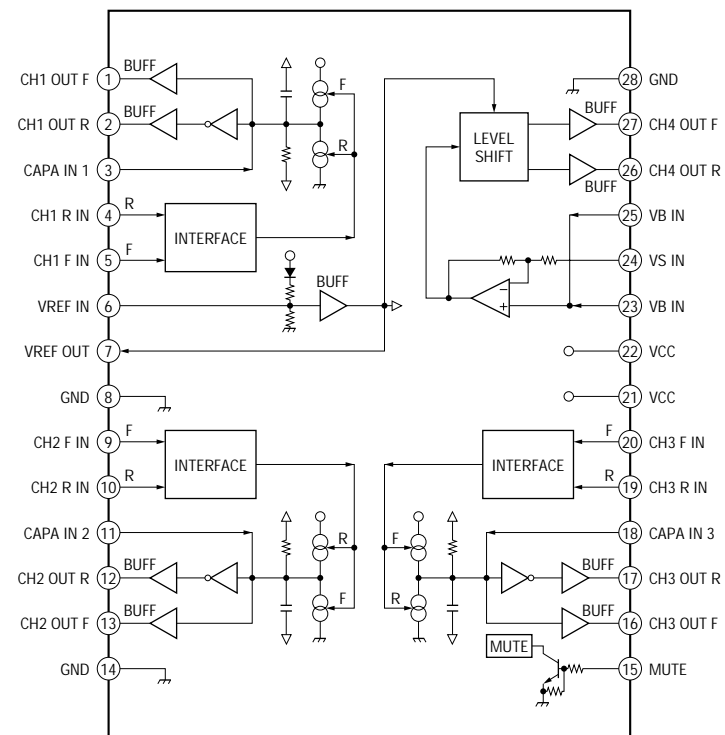 CH1 OUT F 1 BUFF
CH1 OUT R 2 BUFF
CAPA IN 1 3
CH1 R IN 4 R
CH1 F IN 5 F
INTERFACE
F
R
VREF IN 6
BUFF
VREF OUT 7
GND 8
CH2 F IN 9 F
CH2 R IN 10 R
INTERFACE
CAPA IN 2 11
CH2 OUT R 12 BUFF
CH2 OUT F 13 BUFF
R
F
GND 14
28 GND
BUFF 27 CH4 OUT F
26 CH4 OUT R
BUFF
LEVEL
SHIFT
25 VB IN
24 VS IN
23 VB IN
−
+
22 VCC
21 VCC
F 20 CH3 F IN
R 19 CH3 R IN
INTERFACE
18 CAPA IN 3
F
R
BUFF 17 CH3 OUT R
BUFF 16 CH3 OUT F
MUTE
15 MUTE